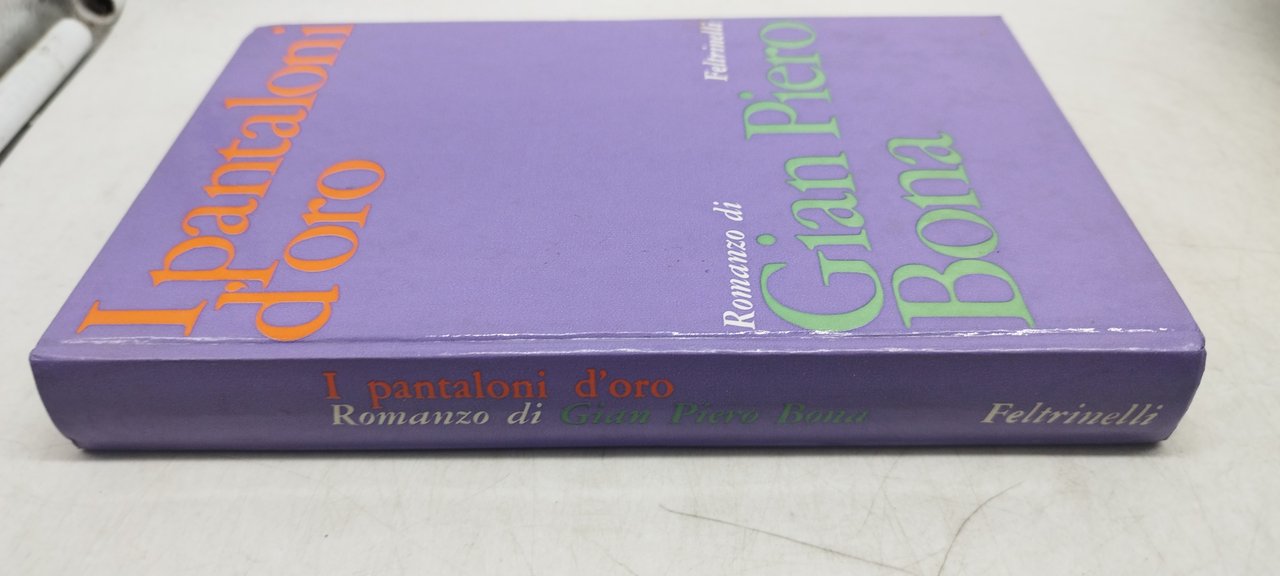 I pantaloni
d'oro
Feltrinelli
Romanzo di
Gian Piero
Bona
I pantaloni d'oro
Romanzo di Gian Piero Bona
Feltrinelli